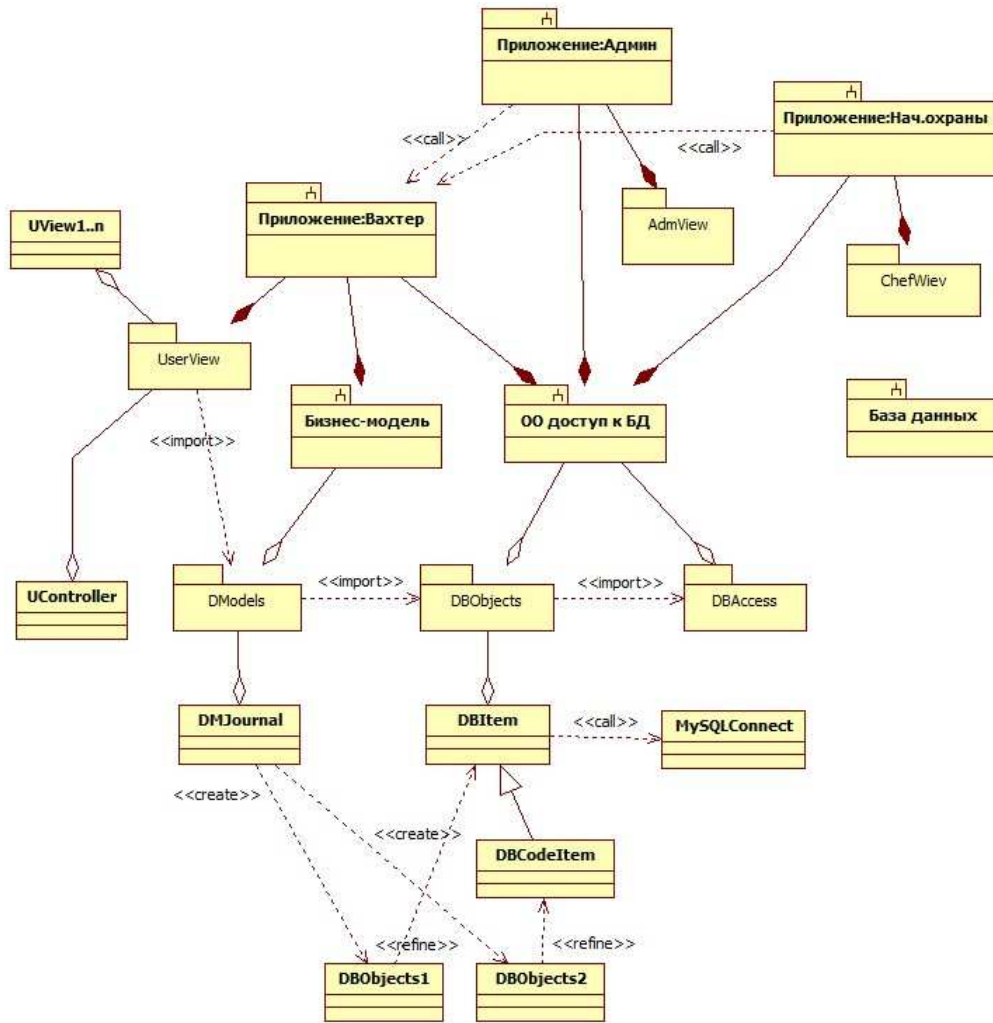 Приложение:Админ
Приложение:Нач.охраны
<<call>>
<<call>>
Приложение:Вахтер
UView1..n
AdmView
ChefWiev
UserView
Бизнес-модель
ОО доступ к БД
База данных
<<import>>
UController
DModels
<<import>>
DBObjects
<<import>>
DBAccess
DMJournal
DBItem
<<call>>
MySQLConnect
<<create>>
<<create>>
DBCodeItem
<<refine>>
<<refine>>
DBObjects1
DBObjects2